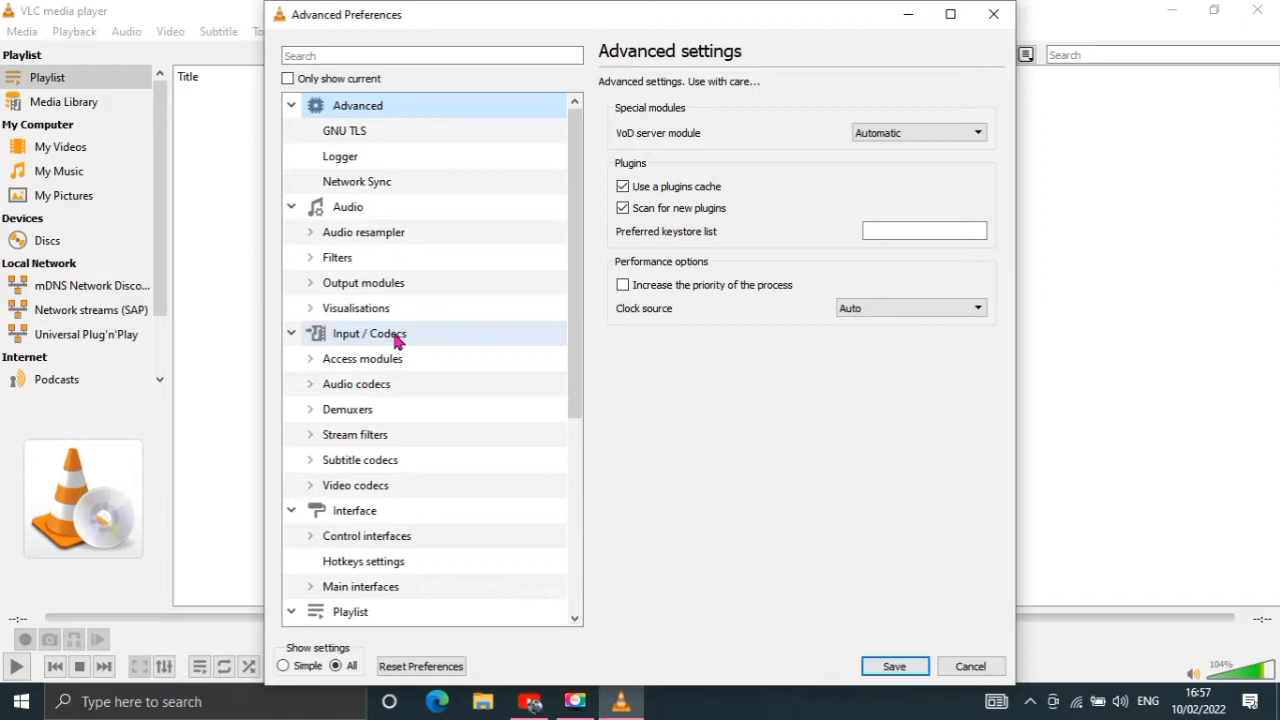 VLC media player
Media Playback Audio Video Subtitle To
Playlist
Playlist
Media Library
My Computer
My Videos
My Music
My Pictures
Devices
Discs
Local Network
mDNS Network Disco...
Network streams (SAP)
Universal Plug'n'Play
Internet
Podcasts
Title
Search
Advanced Preferences
Search
Only show current
Advanced
GNU TLS
Logger
Network Sync
Audio
Audio resampler
Filters
Output modules
Visualisations
Input / Codecs
Access modules
Audio codecs
Demuxers
Stream filters
Subtitle codecs
Video codecs
Interface
Control interfaces
Hotkeys settings
Main interfaces
Playlist
Show settings
Simple All
Reset Preferences
Advanced settings
Advanced settings. Use with care...
Special modules
VoD server module Automatic
Plugins
Use a plugins cache
Scan for new plugins
Preferred keystore list
Performance options
Increase the priority of the process
Clock source Auto
Save Cancel
--:-- --:--
104%
Type here to search
ENG
16:57
10/02/2022